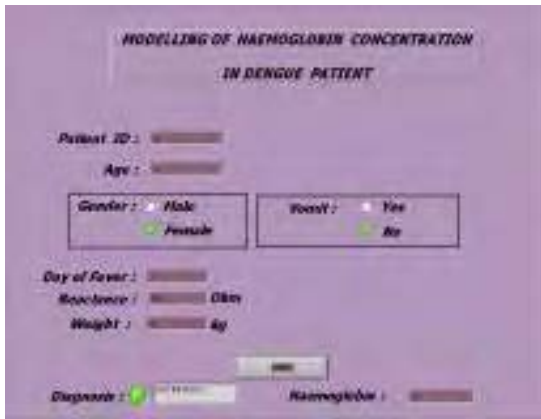 MODELLING OF HAEMOGLOBIN CONCENTRATION
IN DENGUE PATIENT
Patient ID :
Age :
Gender : Male
Female
Vomit : Yes
No
Day of Fever :
Reactance : Ohm
Weight : kg
Diagnosis :
Haemoglobin :